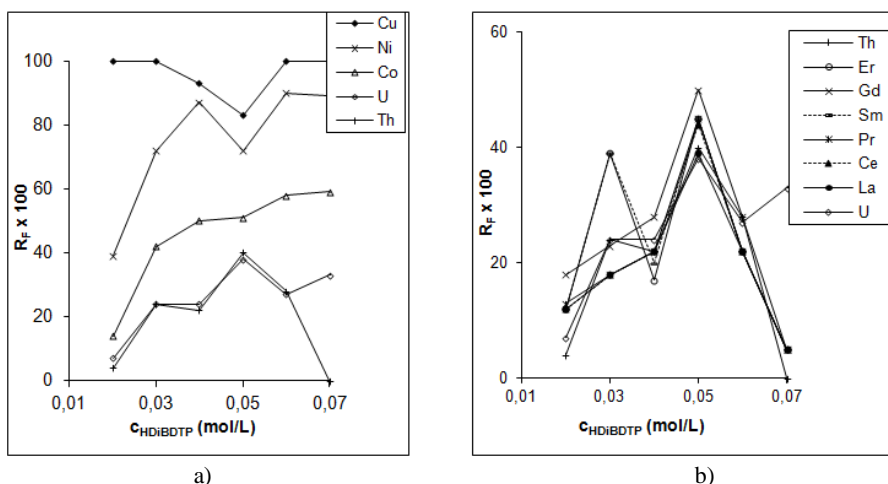 100
80
60
40
20
0
R_F x 100
0,01 0,03 0,05 0,07
c_HDiBDTP (mol/L)
Cu
Ni
Co
U
Th
a)
60
40
20
0
R_F x 100
0,01 0,03 0,05 0,07
c_HDiBDTP (mol/L)
Th
Er
Gd
Sm
Pr
Ce
La
U
b)